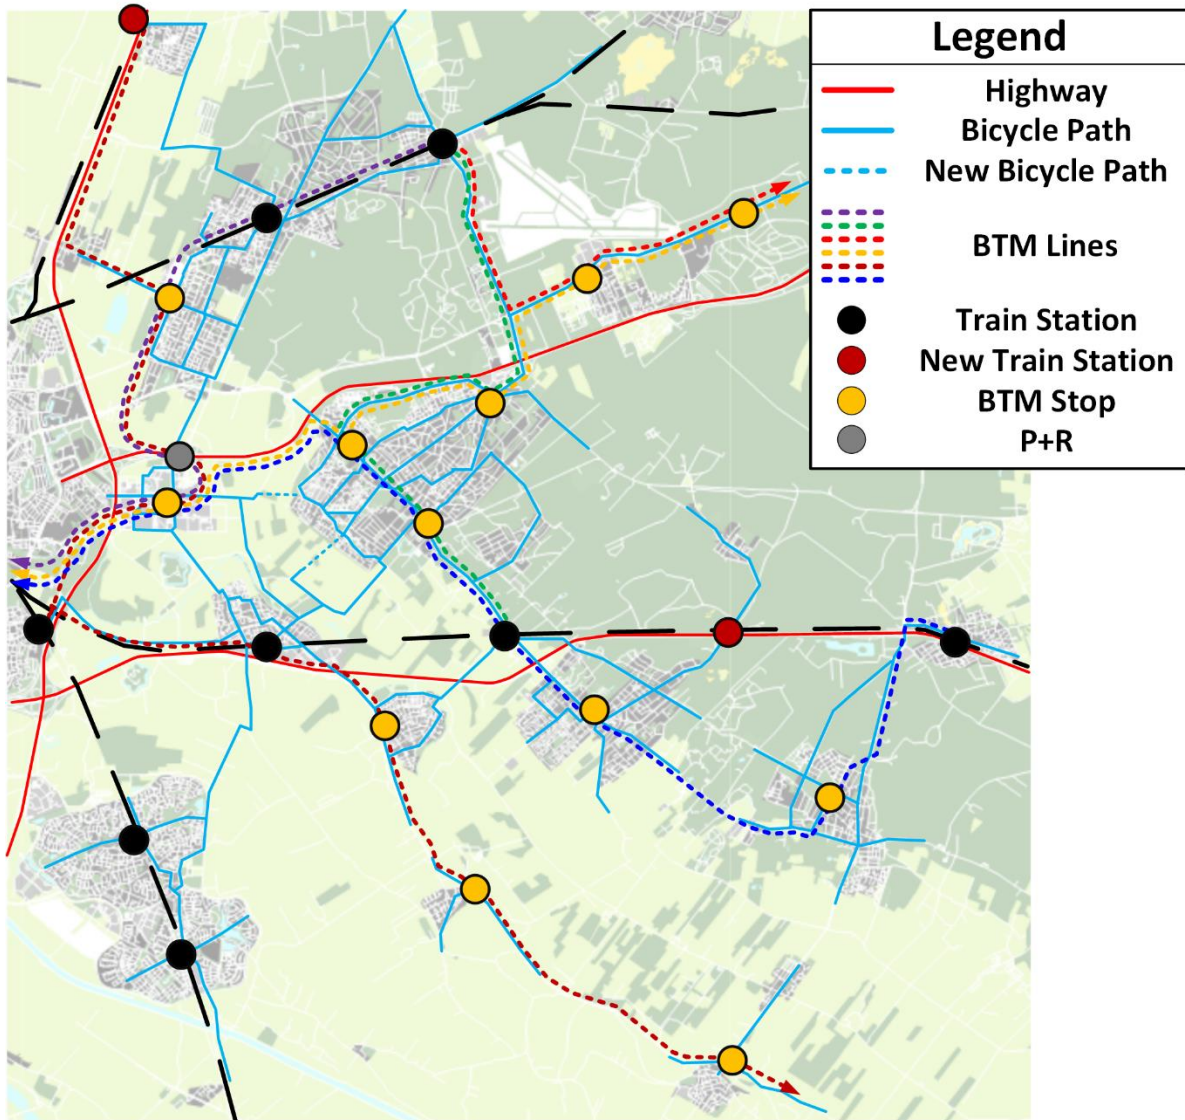 Legend
Highway
Bicycle Path
New Bicycle Path
BTM Lines
Train Station
New Train Station
BTM Stop
P+R